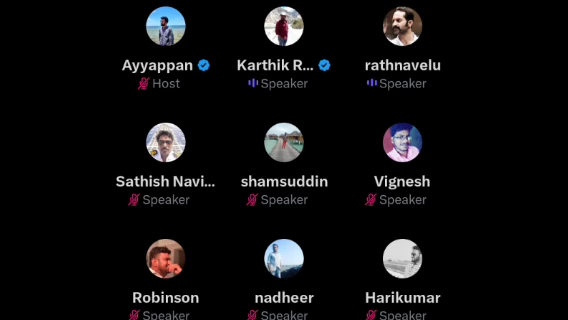 Ayyappan Karthik R... rathnavelu
Host Speaker Speaker
Sathish Navi... shamsuddin Vignesh
Speaker Speaker Speaker
Robinson nadheer Harikumar
Speaker Speaker Speaker